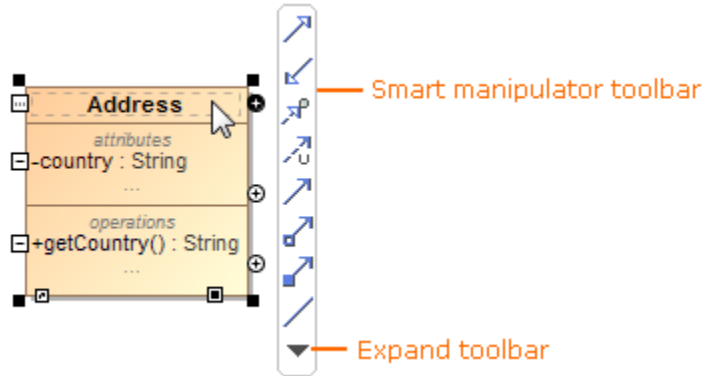 Address
attributes
-country : String
...
operations
+getCountry() : String
...
U
Smart manipulator toolbar
Expand toolbar